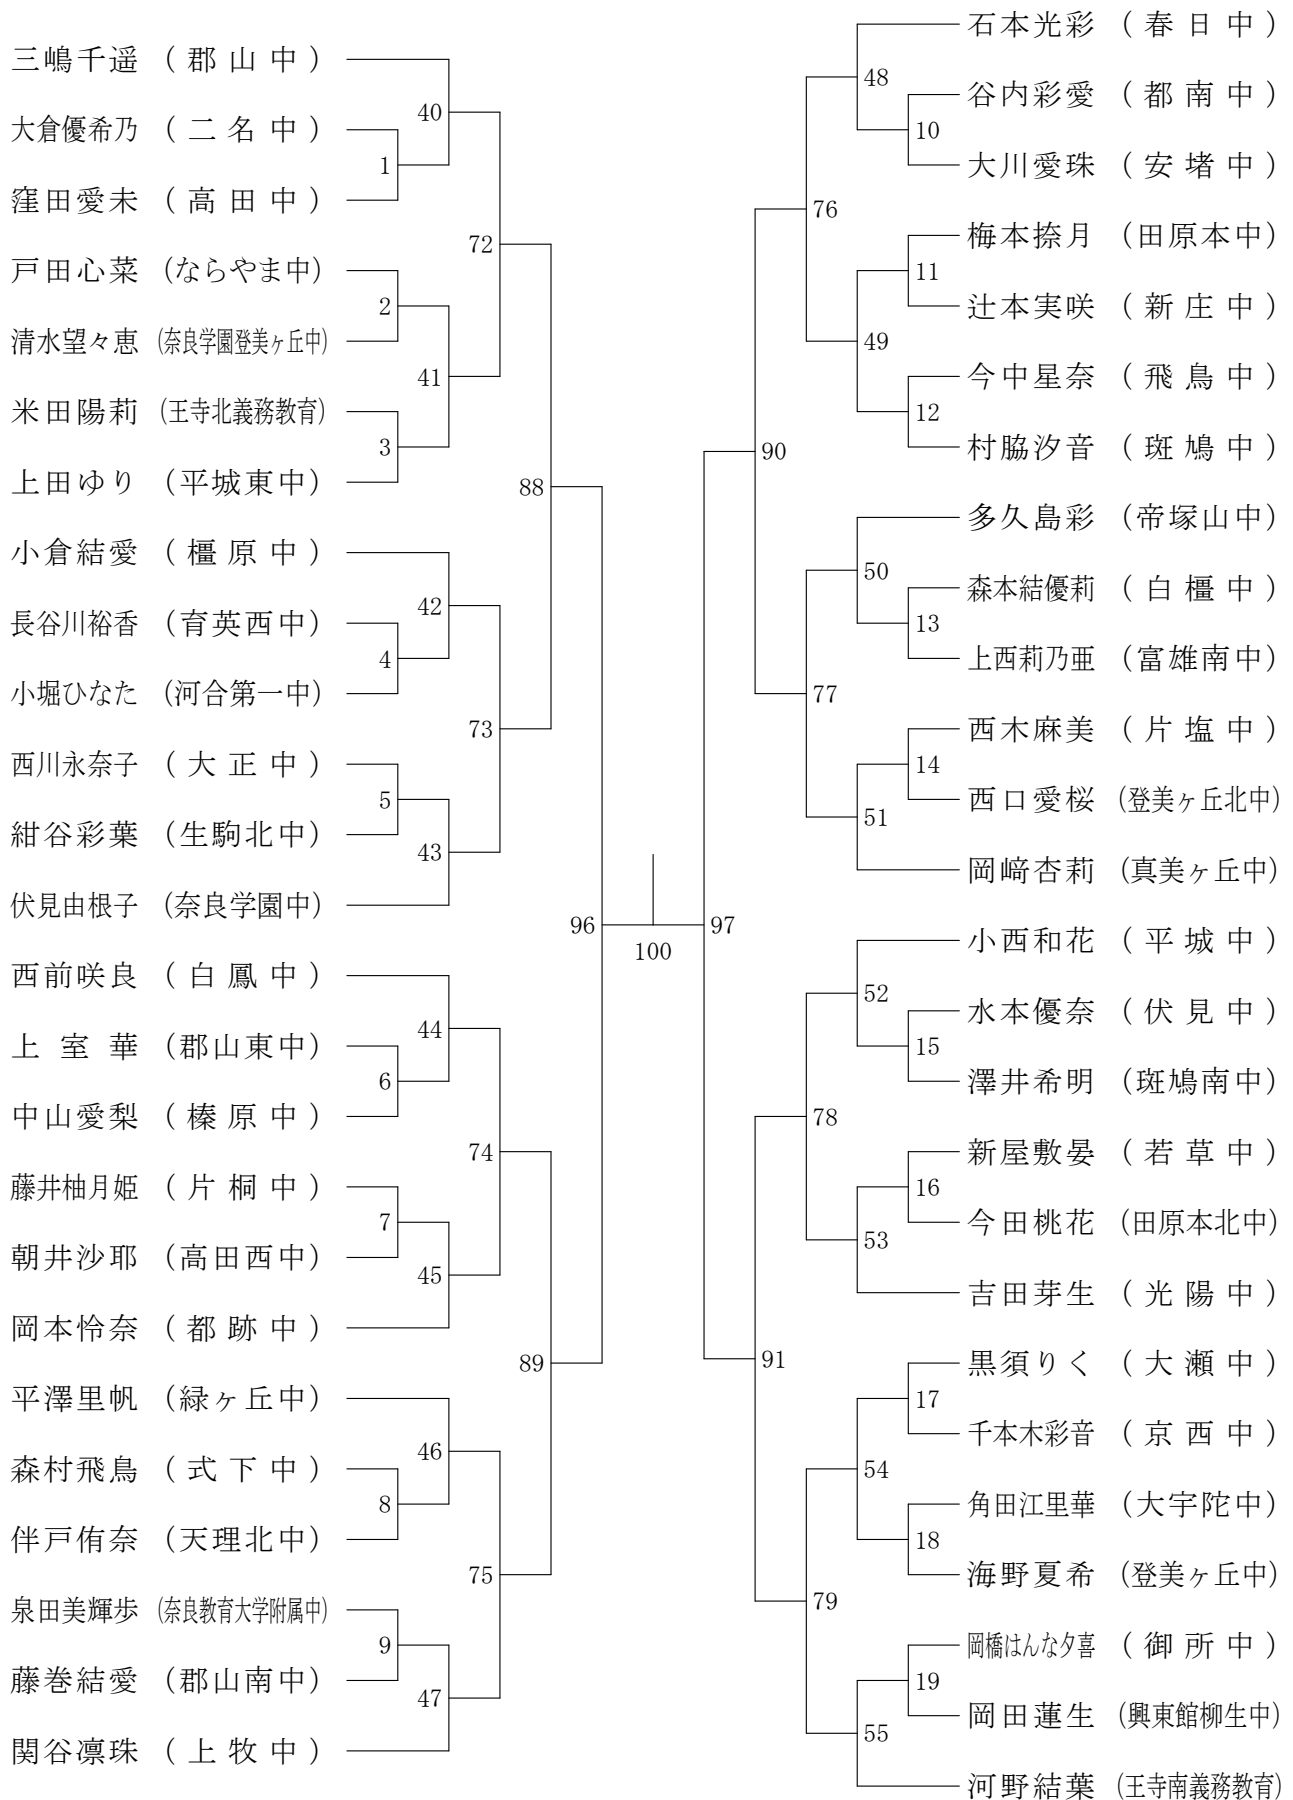 三嶋千遥 （ 郡 山 中 ）
大倉優希乃 （ 二 名 中 ）
窪田愛未 （ 高 田 中 ）
戸田心菜 （ならやま中）
清水望々恵 （奈良学園登美ヶ丘中）
米田陽莉 （王寺北義務教育）
上田ゆり （平城東中）
小倉結愛 （ 橿 原 中 ）
長谷川裕香 （育英西中）
小堀ひなた （河合第一中）
西川永奈子 （ 大 正 中 ）
紺谷彩葉 （生駒北中）
伏見由根子 （奈良学園中）
西前咲良 （ 白 鳳 中 ）
上 室 華 （郡山東中）
中山愛梨 （ 榛 原 中 ）
藤井柚月姫 （ 片 桐 中 ）
朝井沙耶 （高田西中）
岡本怜奈 （ 都 跡 中 ）
平澤里帆 （緑ヶ丘中）
森村飛鳥 （ 式 下 中 ）
伴戸侑奈 （天理北中）
泉田美輝歩 （奈良教育大学附属中）
藤巻結愛 （郡山南中）
関谷凛珠 （ 上 牧 中 ）
1
2
3
4
5
6
7
8
9
40
41
42
43
44
45
46
47
72
73
74
75
88
89
96
100
97
90
91
76
77
78
79
48
49
50
51
52
53
54
55
10
11
12
13
14
15
16
17
18
19
石本光彩 （ 春 日 中 ）
谷内彩愛 （ 都 南 中 ）
大川愛珠 （ 安 堵 中 ）
梅本捺月 （田原本中）
辻本実咲 （ 新 庄 中 ）
今中星奈 （ 飛 鳥 中 ）
村脇汐音 （ 斑 鳩 中 ）
多久島彩 （帝塚山中）
森本結優莉 （ 白 橿 中 ）
上西莉乃亜 （富雄南中）
西木麻美 （ 片 塩 中 ）
西口愛桜 （登美ヶ丘北中）
岡﨑杏莉 （真美ヶ丘中）
小西和花 （ 平 城 中 ）
水本優奈 （ 伏 見 中 ）
澤井希明 （斑鳩南中）
新屋敷晏 （ 若 草 中 ）
今田桃花 （田原本北中）
吉田芽生 （ 光 陽 中 ）
黒須りく （ 大 瀬 中 ）
千本木彩音 （ 京 西 中 ）
角田江里華 （大宇陀中）
海野夏希 （登美ヶ丘中）
岡橋はんな夕喜 （ 御 所 中 ）
岡田蓮生 （興東館柳生中）
河野結葉 （王寺南義務教育）